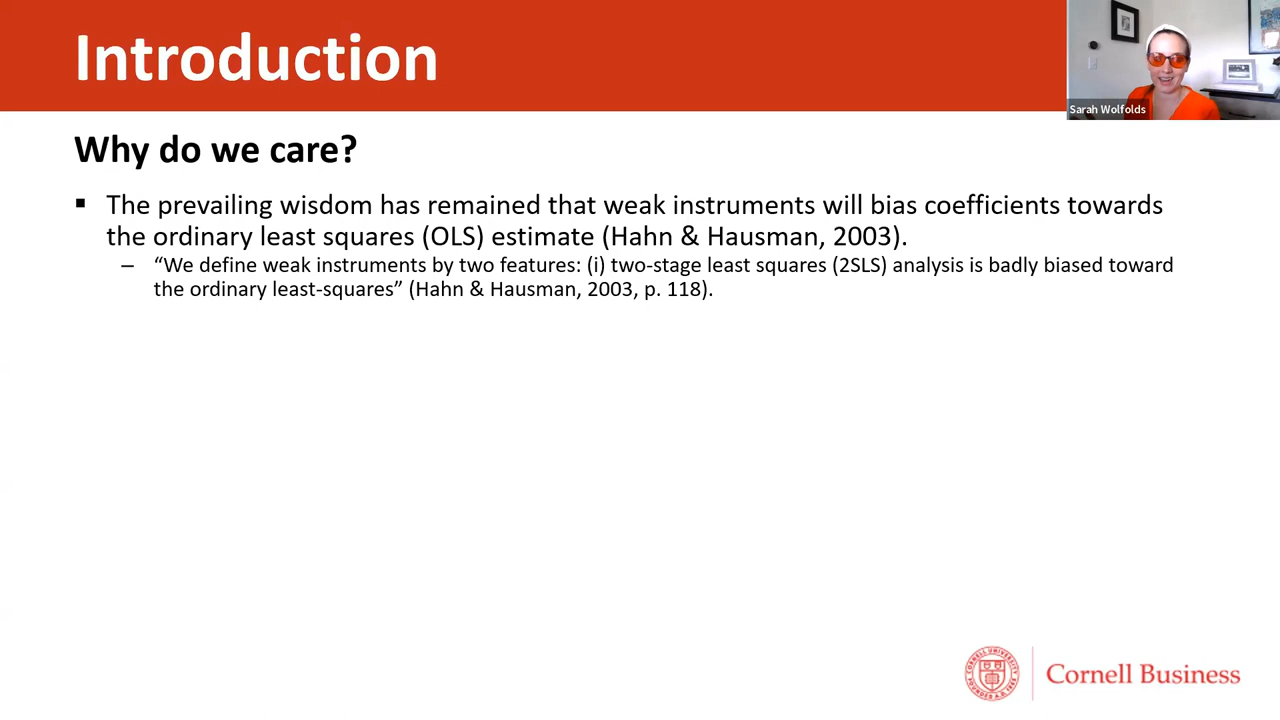 Introduction
Sarah Wolfolds
Why do we care?
▪ The prevailing wisdom has remained that weak instruments will bias coefficients towards
the ordinary least squares (OLS) estimate (Hahn & Hausman, 2003).
– “We define weak instruments by two features: (i) two-stage least squares (2SLS) analysis is badly biased toward
the ordinary least-squares” (Hahn & Hausman, 2003, p. 118).
Cornell Business